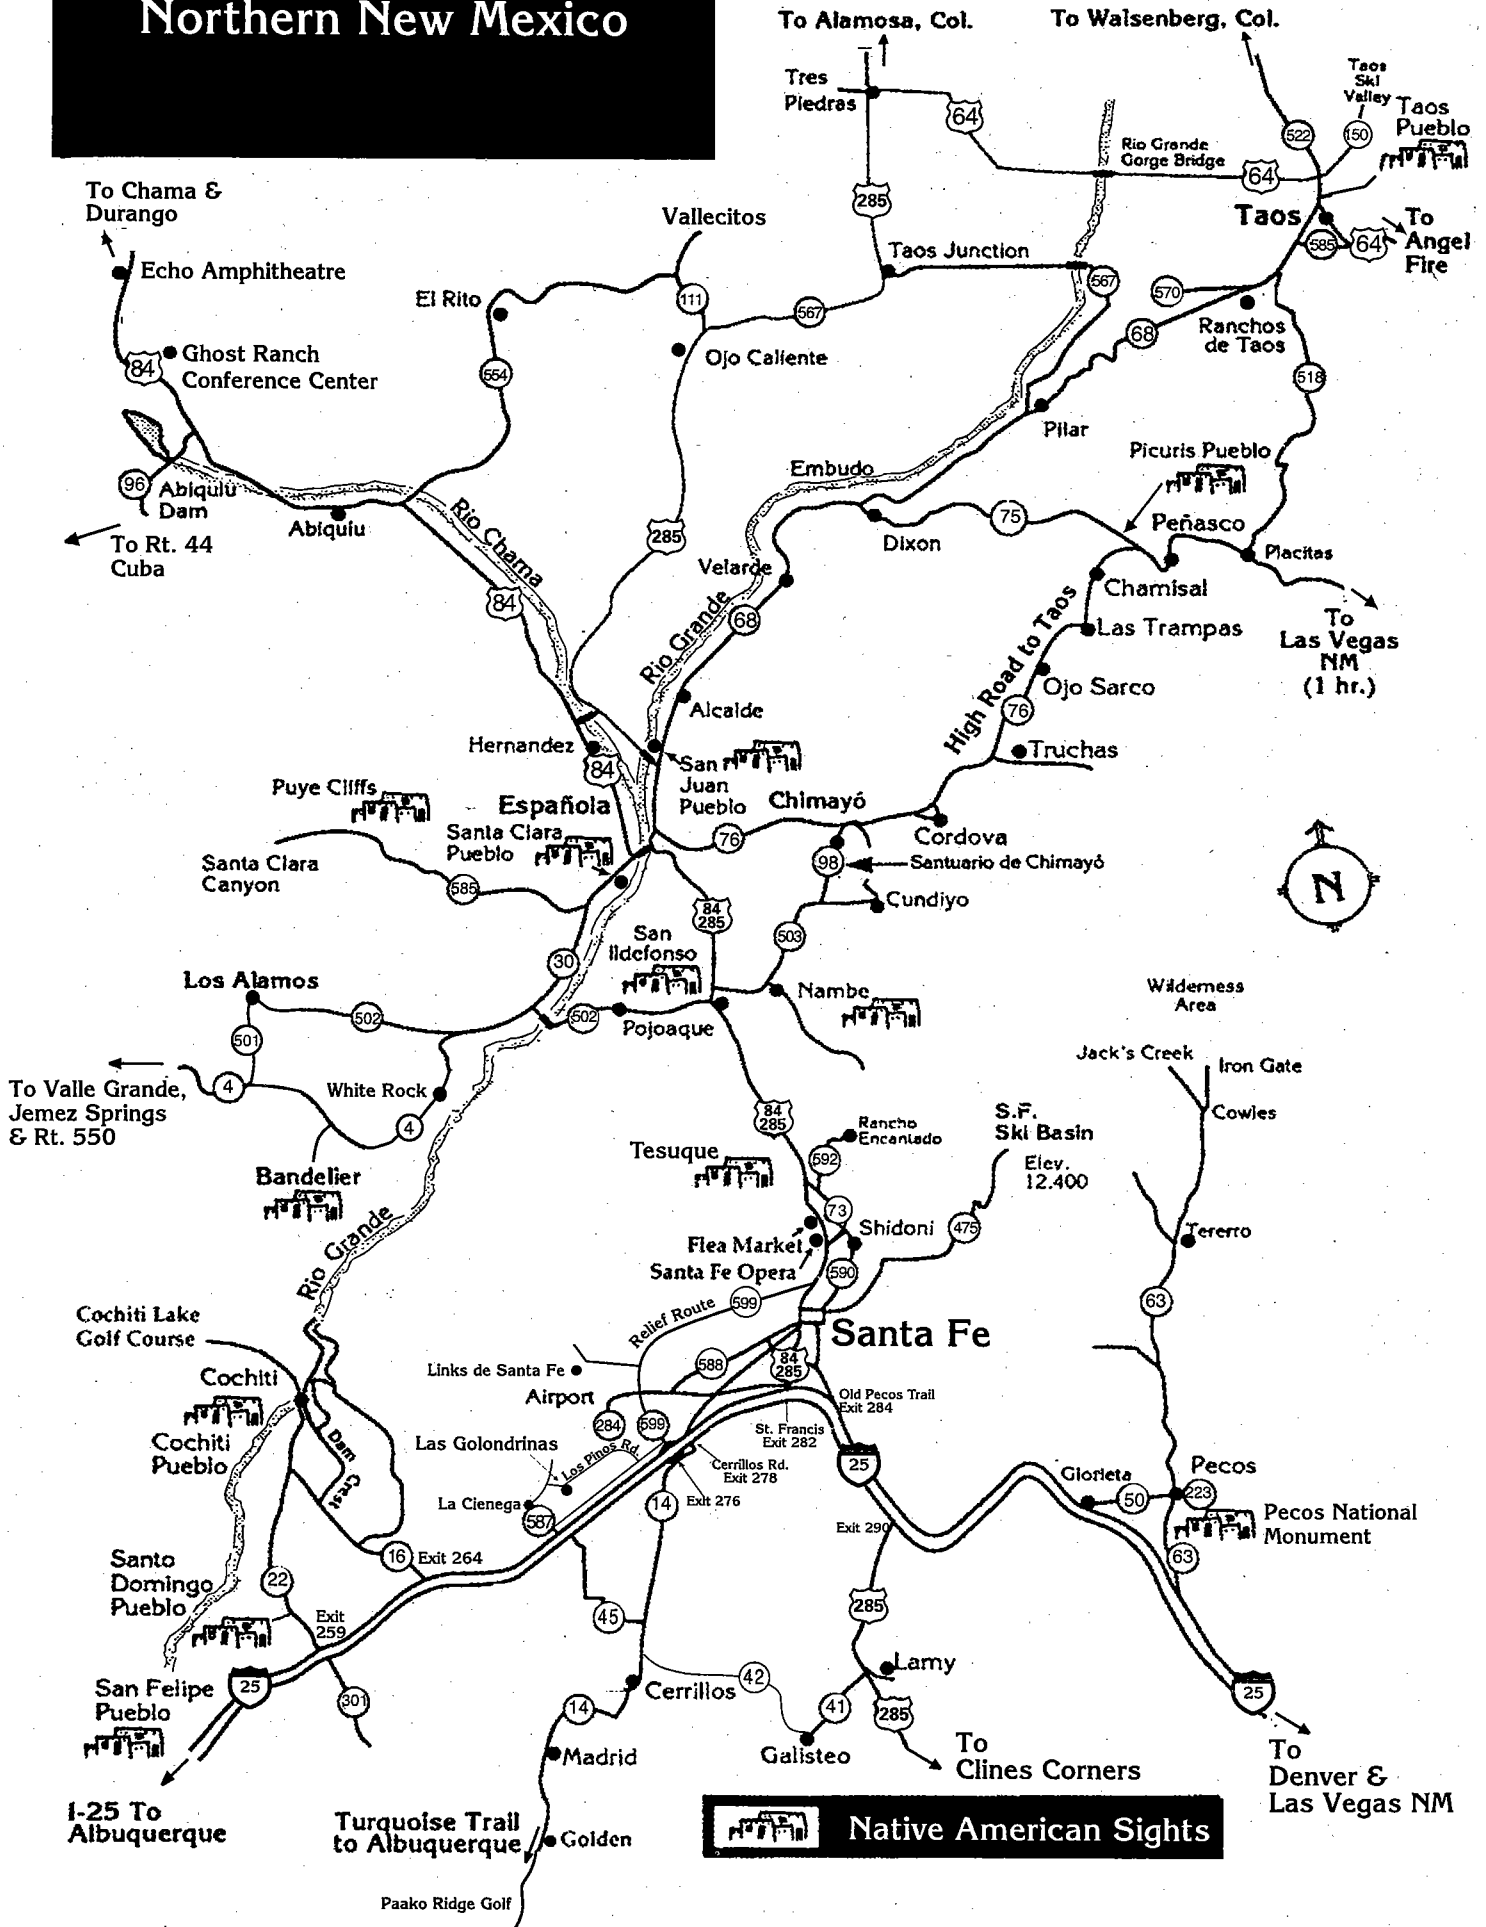 Northern New Mexico
To Alamosa, Col.
To Walsenberg, Col.
Tres
Piedras
64
Taos
Ski
Valley
Taos
Pueblo
522
150
Rio Grande
Gorge Bridge
64
285
Taos
585
64
To
Angel
Fire
To Chama &
Durango
Echo Amphitheatre
Vallecitos
Taos Junction
El Rito
111
567
567
570
68
Ranchos
de Taos
84
Ghost Ranch
Conference Center
554
Ojo Caliente
518
Pilar
96
Abiquiu
Dam
Abiquiu
To Rt. 44
Cuba
Rio Chama
84
285
Embudo
Dixon
75
Picuris Pueblo
Peñasco
Placitas
Velarde
Rio Grande
68
Chamisal
Las Trampas
High Road to Taos
Ojo Sarco
76
Truchas
To
Las Vegas
NM
(1 hr.)
Alcalde
Hernandez
84
San
Juan
Pueblo
Puye Cliffs
Española
Santa Clara
Pueblo
Chimayó
76
Cordova
98
Santuario de Chimayó
Santa Clara
Canyon
585
84
285
Cundiyo
503
N
30
San
Ildefonso
Los Alamos
502
502
Pojoaque
Nambe
Wilderness
Area
501
4
White Rock
4
To Valle Grande,
Jemez Springs
& Rt. 550
84
285
Jack's Creek
Iron Gate
Cowles
Bandelier
Tesuque
Rancho
Encantado
592
S.F.
Ski Basin
Elev.
12,400
73
Shidoni
475
Tererro
Flea Market
Santa Fe Opera
590
Rio Grande
Relief Route
599
63
Cochiti Lake
Golf Course
Santa Fe
Cochiti
Links de Santa Fe
588
84
285
Airport
284
599
Old Pecos Trail
Exit 284
St. Francis
Exit 282
Cochiti
Pueblo
Dam
Crest
Las Golondrinas
Los Pinos Rd.
Cerrillos Rd.
Exit 278
25
La Cienega
587
14
Exit 276
Exit 290
Glorieta
50
Pecos
223
Pecos National
Monument
63
16
Exit 264
Santo
Domingo
Pueblo
22
Exit
259
45
285
25
301
San Felipe
Pueblo
Cerrillos
42
Lamy
41
285
25
14
Madrid
Galisteo
To
Clines Corners
To
Denver &
Las Vegas NM
I-25 To
Albuquerque
Turquoise Trail
to Albuquerque
Golden
Native American Sights
Paako Ridge Golf